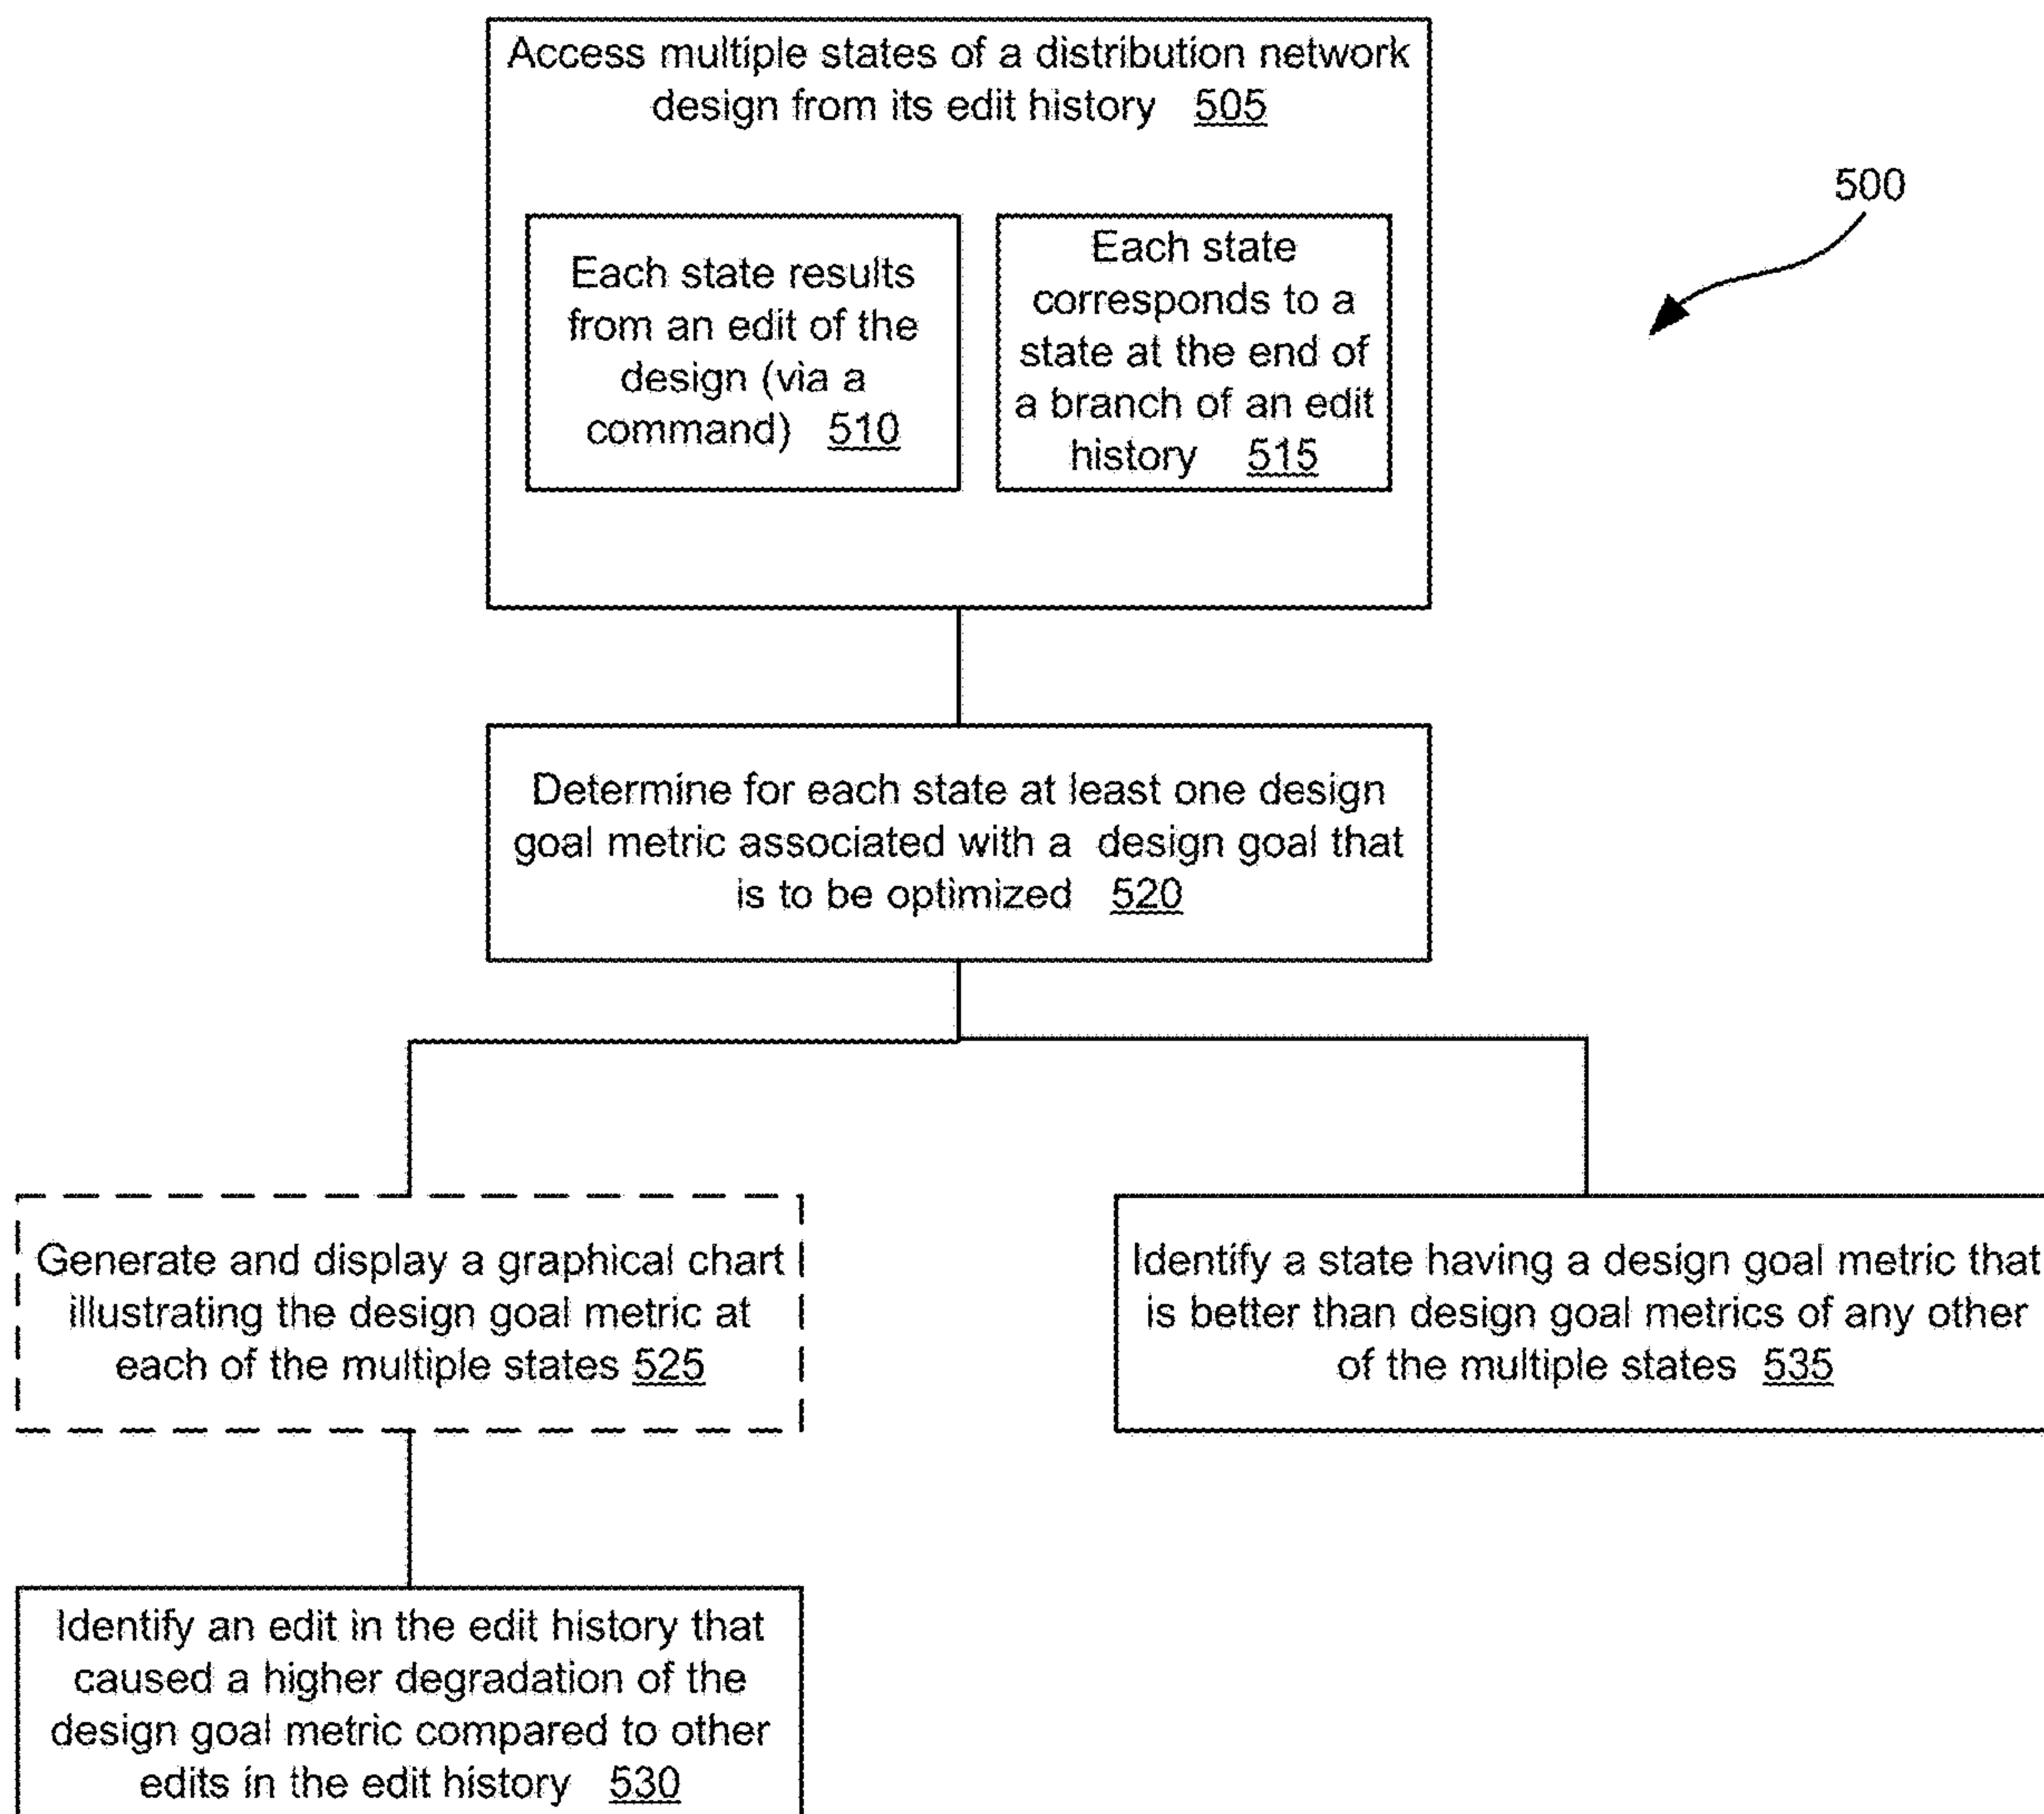 Access multiple states of a distribution network
design from its edit history 505
500
Each state results
from an edit of the
design (via a
command) 510
Each state
corresponds to a
state at the end of
a branch of an edit
history 515
Determine for each state at least one design
goal metric associated with a design goal that
is to be optimized 520
Generate and display a graphical chart
illustrating the design goal metric at
each of the multiple states 525
Identify a state having a design goal metric that
is better than design goal metrics of any other
of the multiple states 535
Identify an edit in the edit history that
caused a higher degradation of the
design goal metric compared to other
edits in the edit history 530